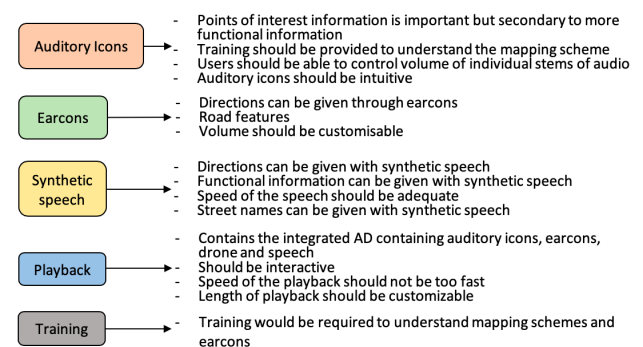 Auditory Icons
- Points of interest information is important but secondary to more
functional information
- Training should be provided to understand the mapping scheme
- Users should be able to control volume of individual stems of audio
- Auditory icons should be intuitive
Earcons
- Directions can be given through earcons
- Road features
- Volume should be customisable
Synthetic
speech
- Directions can be given with synthetic speech
- Functional information can be given with synthetic speech
- Speed of the speech should be adequate
- Street names can be given with synthetic speech
Playback
- Contains the integrated AD containing auditory icons, earcons,
drone and speech
- Should be interactive
- Speed of the playback should not be too fast
- Length of playback should be customizable
Training
- Training would be required to understand mapping schemes and
earcons